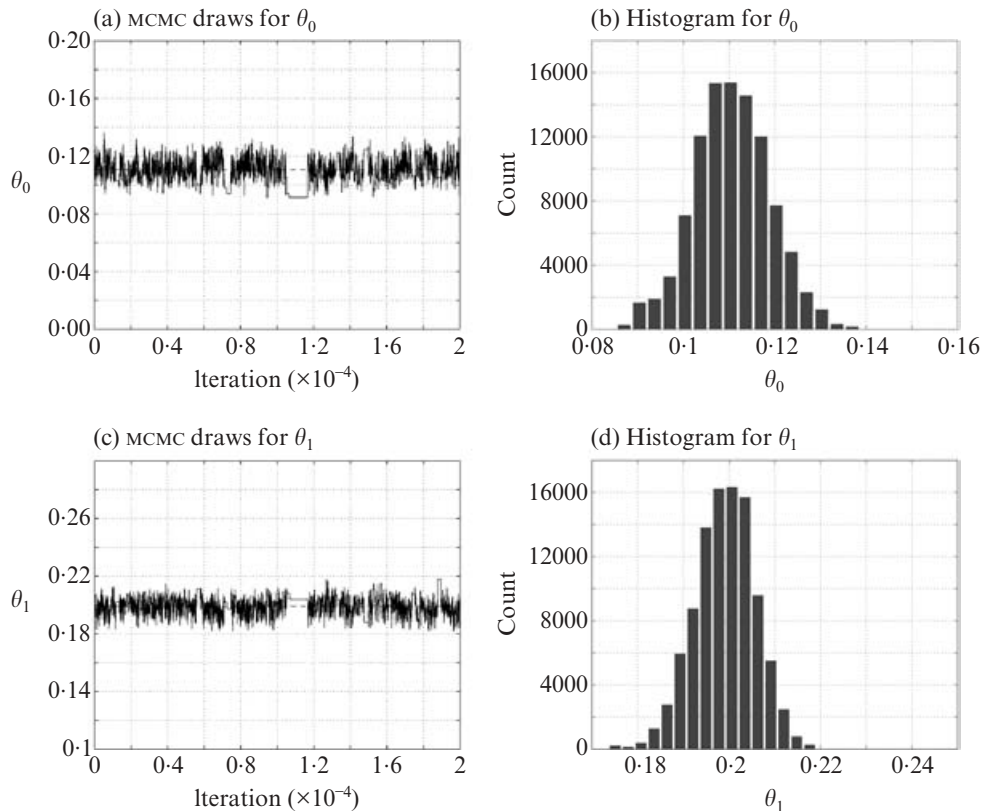 (a) MCMC draws for θ0
0·20
0·16
0·12
θ0
0·08
0·04
0·00
0 0·4 0·8 1·2 1·6 2
Iteration (×10–4)
(b) Histogram for θ0
16000
12000
Count
8000
4000
0
0·08 0·1 0·12 0·14 0·16
θ0
(c) MCMC draws for θ1
0·26
0·22
θ1
0·18
0·14
0·1
0 0·4 0·8 1·2 1·6 2
Iteration (×10–4)
(d) Histogram for θ1
16000
12000
Count
8000
4000
0
0·18 0·2 0·22 0·24
θ1